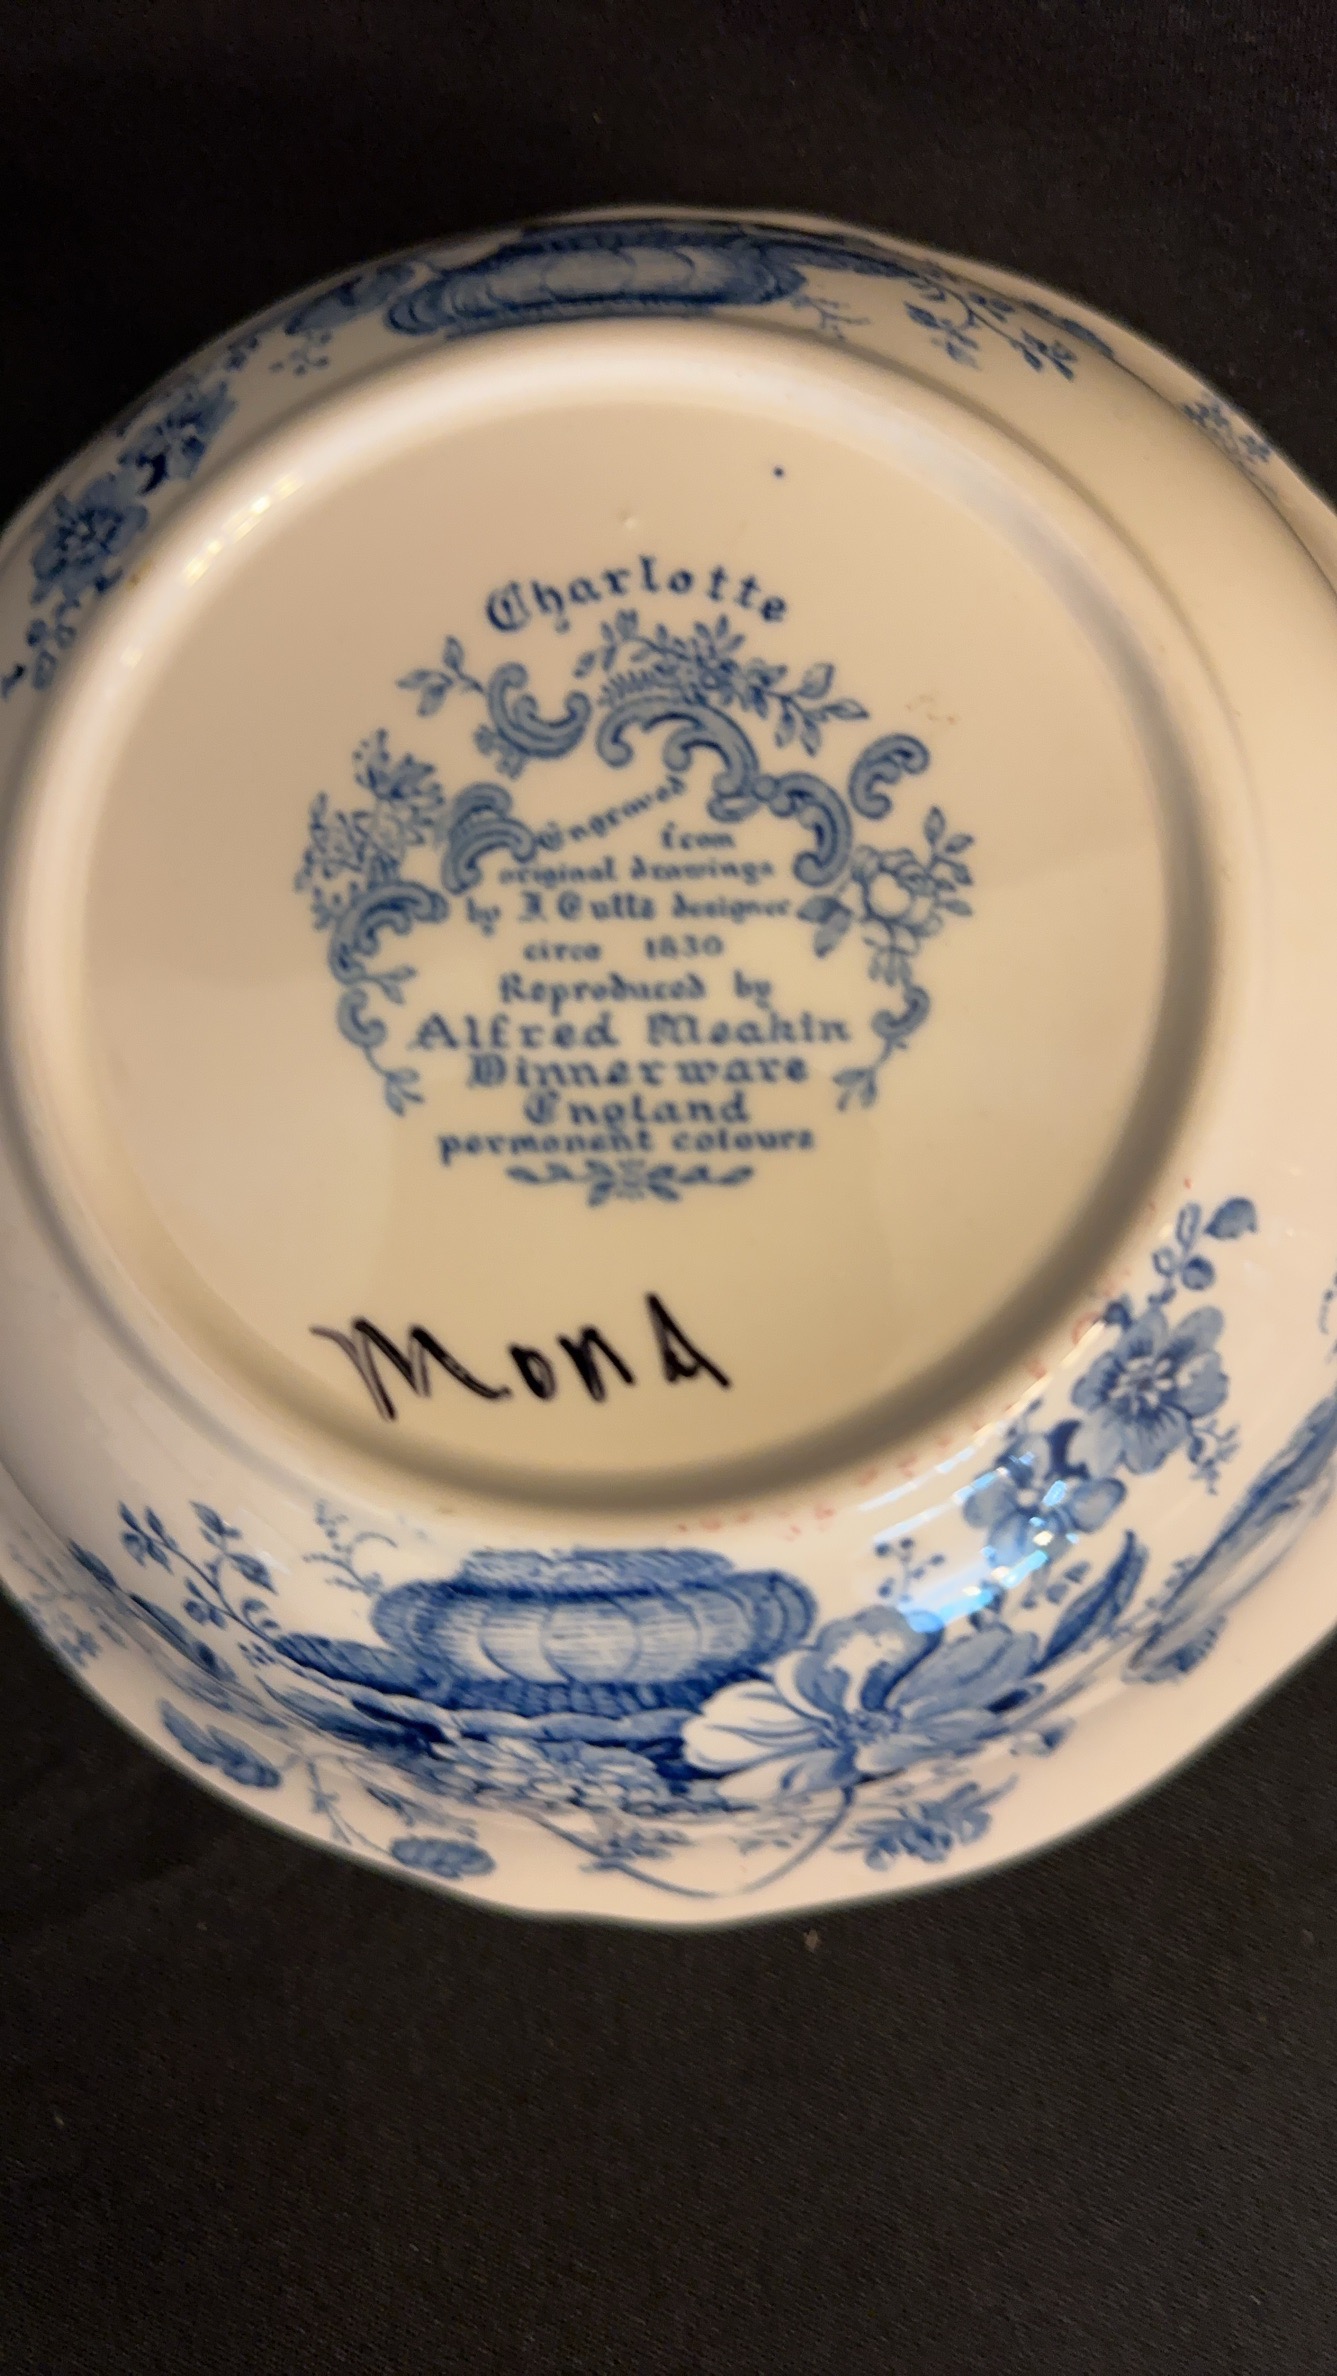 Charlotte
Engraved
from
original drawings
by J Cutts designer
circa 1830
Reproduced by
Alfred Meakin
Dinnerware
England
permanent colours
Mona